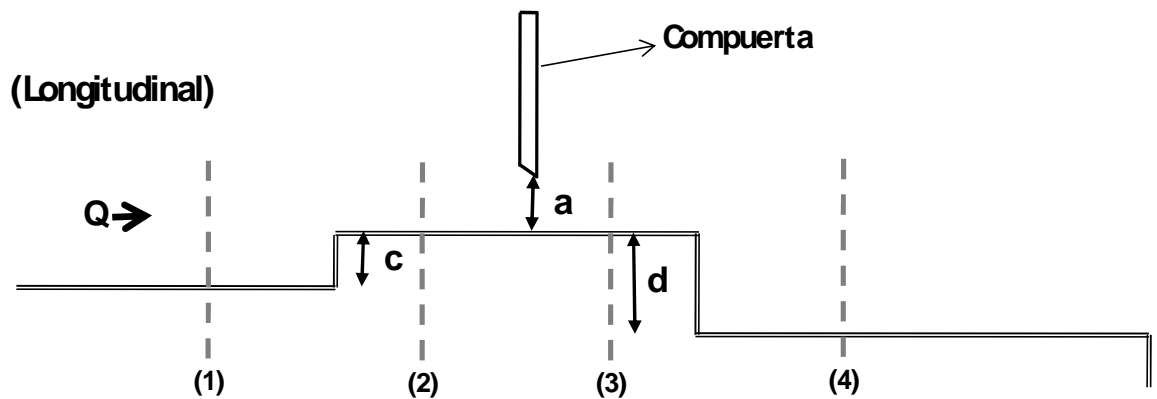 Compuerta
(Longitudinal)
a
Q
c
d
(1) (2) (3) (4)